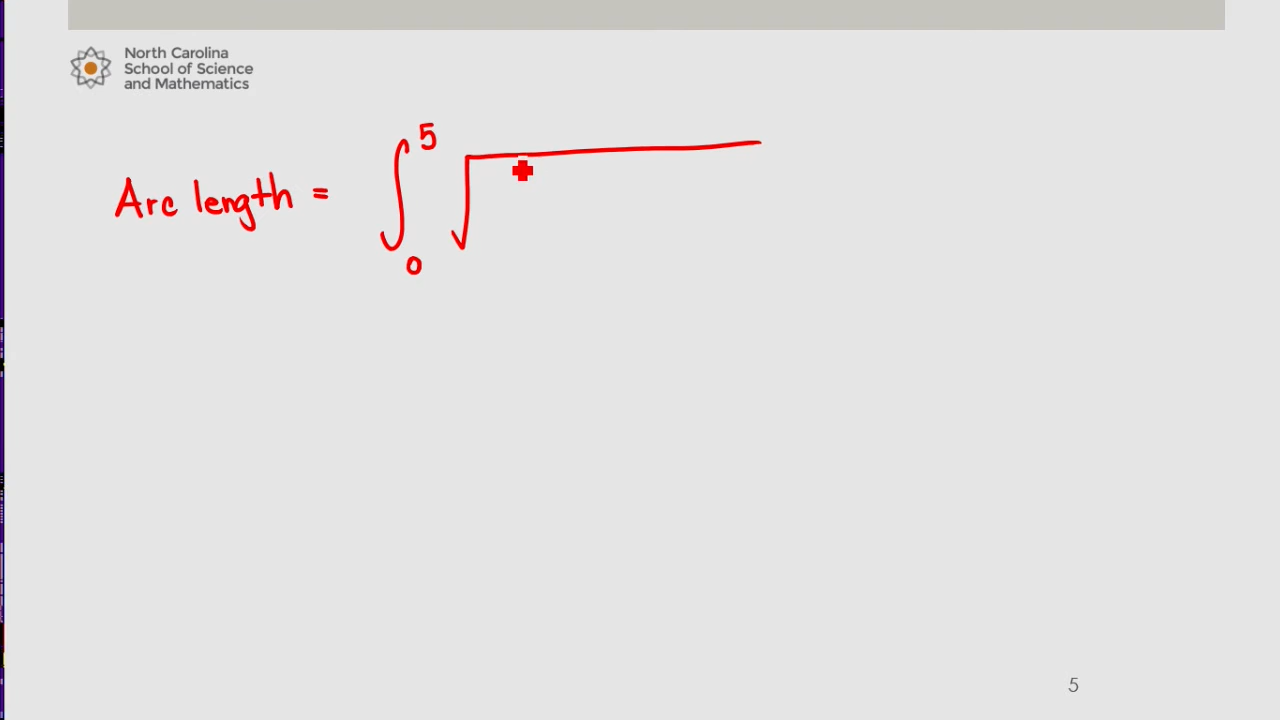 North Carolina
School of Science
and Mathematics
Arc length = ∫₀⁵ √
5